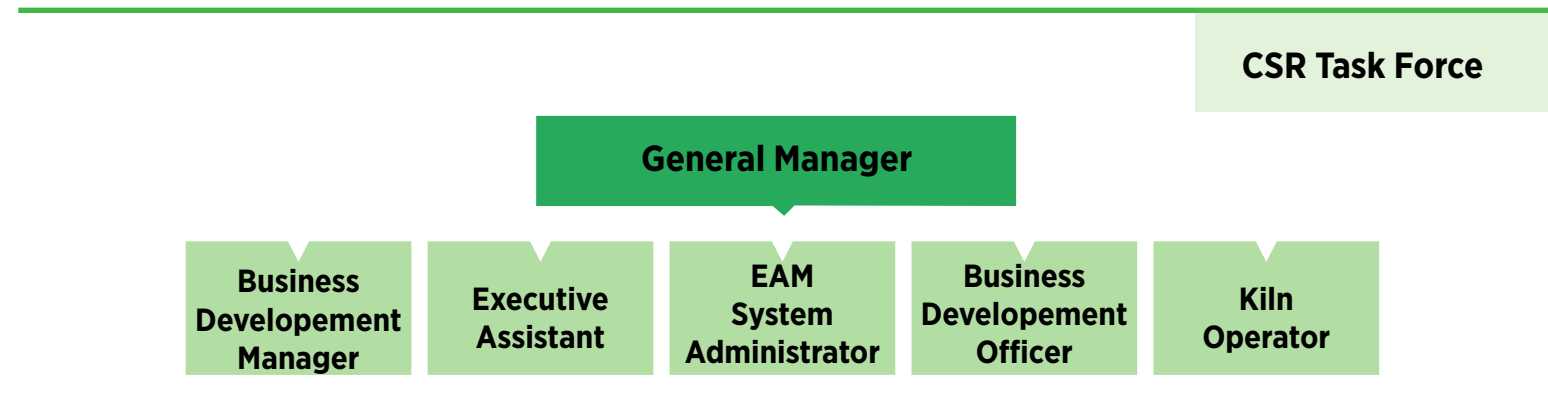 CSR Task Force
General Manager
Business
Developement
Manager
Executive
Assistant
EAM
System
Administrator
Business
Developement
Officer
Kiln
Operator